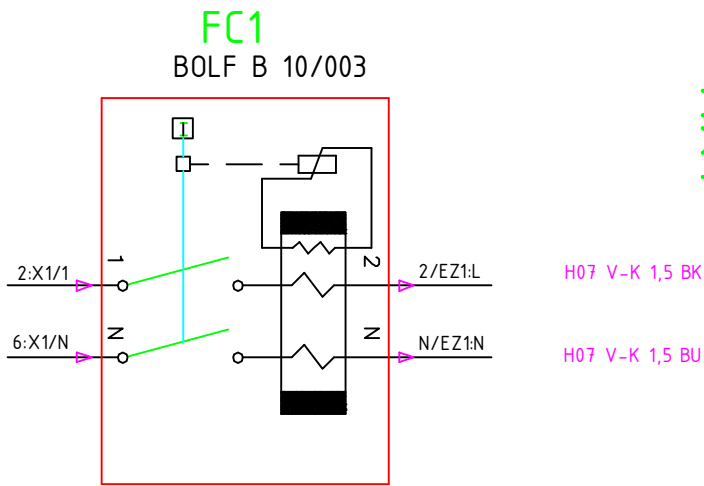 FC1
BOLF B 10/003
I
1
2
2:X1/1
2/EZ1:L
H07 V-K 1,5 BK
N
N
6:X1/N
N/EZ1:N
H07 V-K 1,5 BU